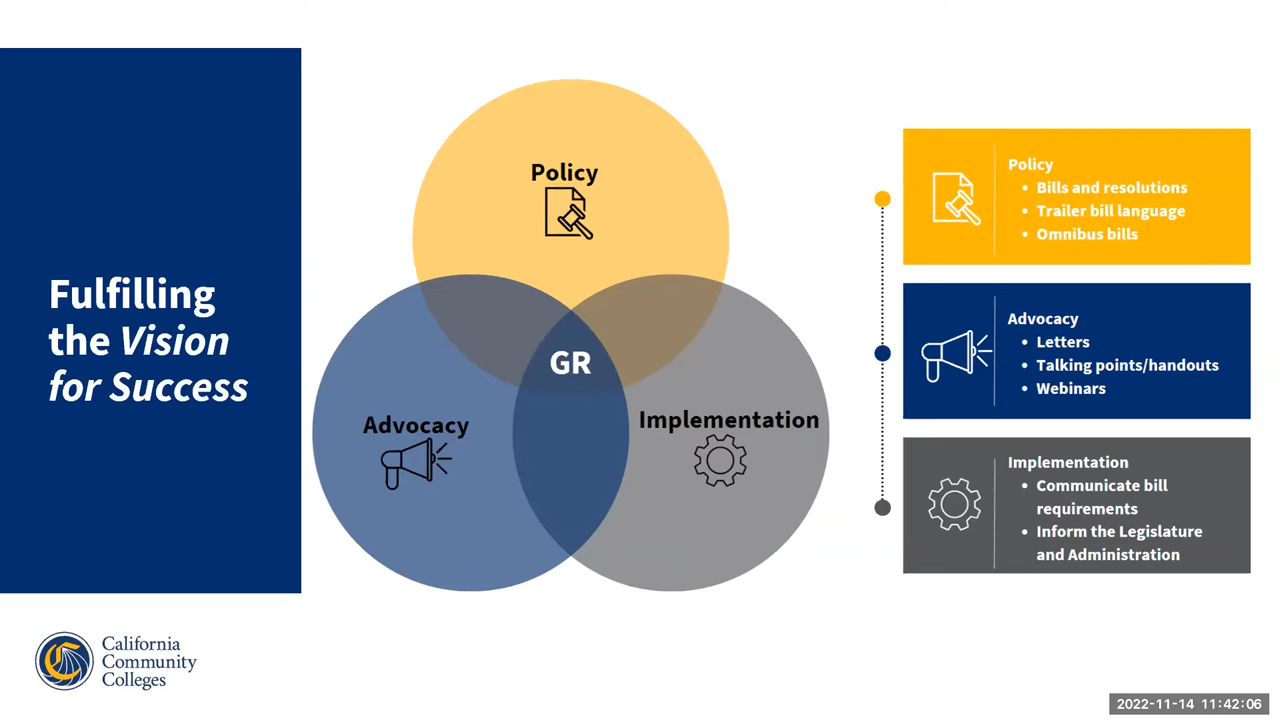 Fulfilling
the Vision
for Success
Policy
GR
Advocacy
Implementation
Policy
• Bills and resolutions
• Trailer bill language
• Omnibus bills
Advocacy
• Letters
• Talking points/handouts
• Webinars
Implementation
• Communicate bill
requirements
• Inform the Legislature
and Administration
California
Community
Colleges
2022-11-14 11:42:06